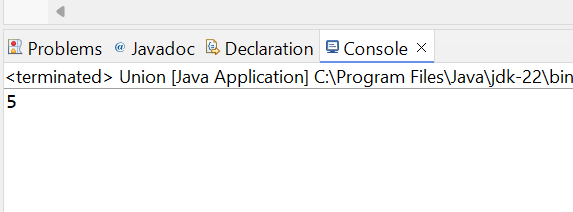 Problems @ Javadoc Declaration Console
<terminated> Union [Java Application] C:\Program Files\Java\jdk-22\bin
5